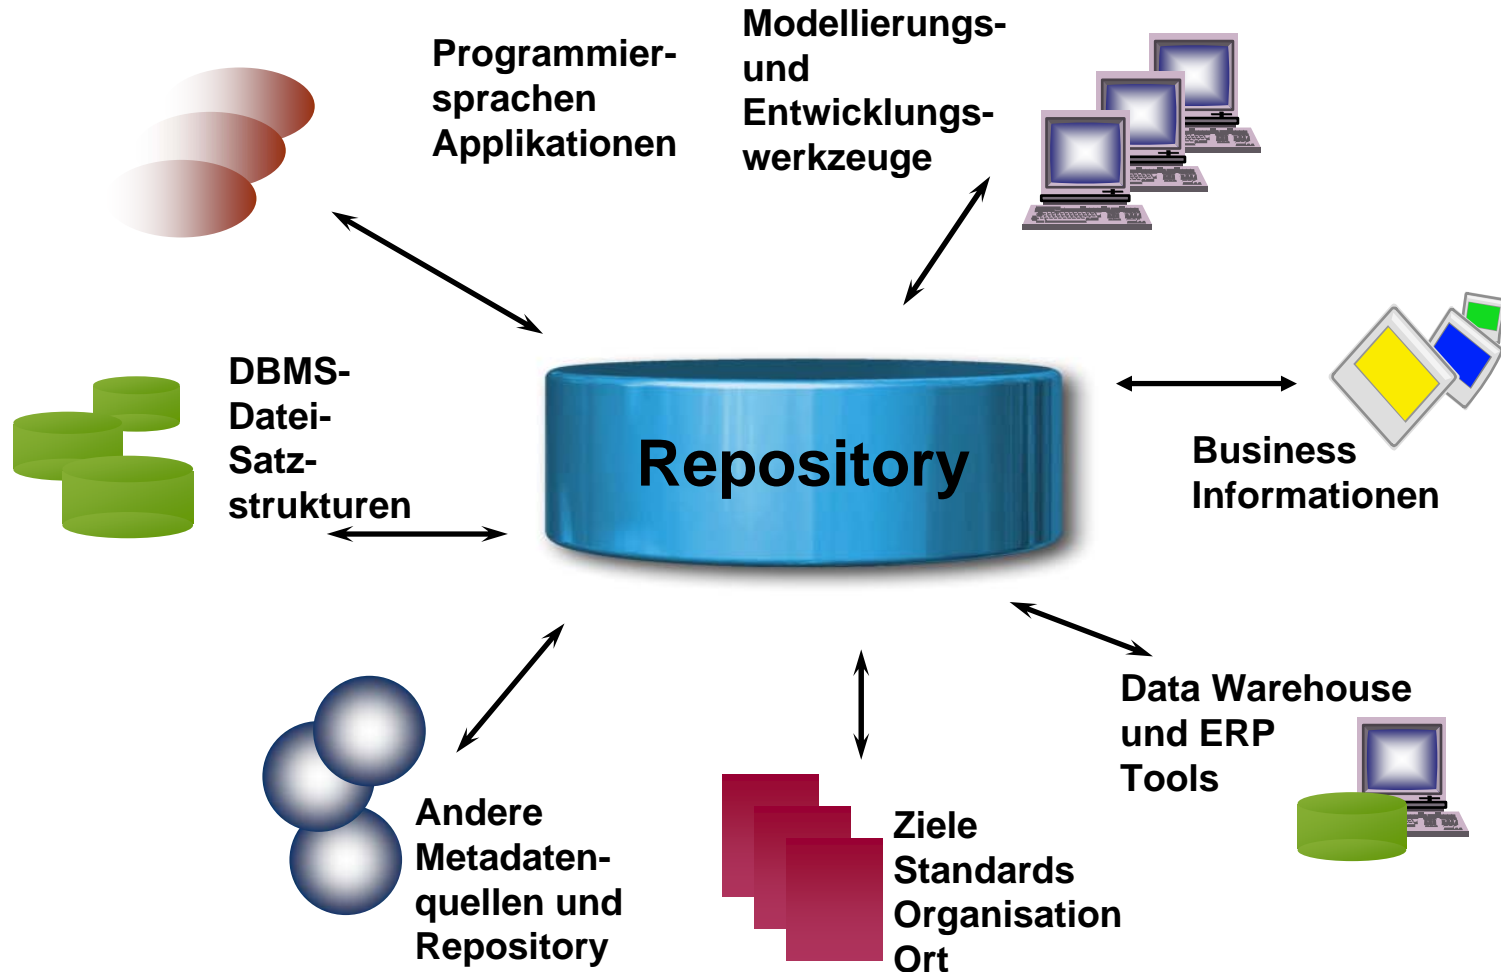 Programmier-
sprachen
Applikationen
Modellierungs-
und
Entwicklungs-
werkzeuge
DBMS-
Datei-
Satz-
strukturen
Repository
Business
Informationen
Data Warehouse
und ERP
Tools
Andere
Metadaten-
quellen und
Repository
Ziele
Standards
Organisation
Ort